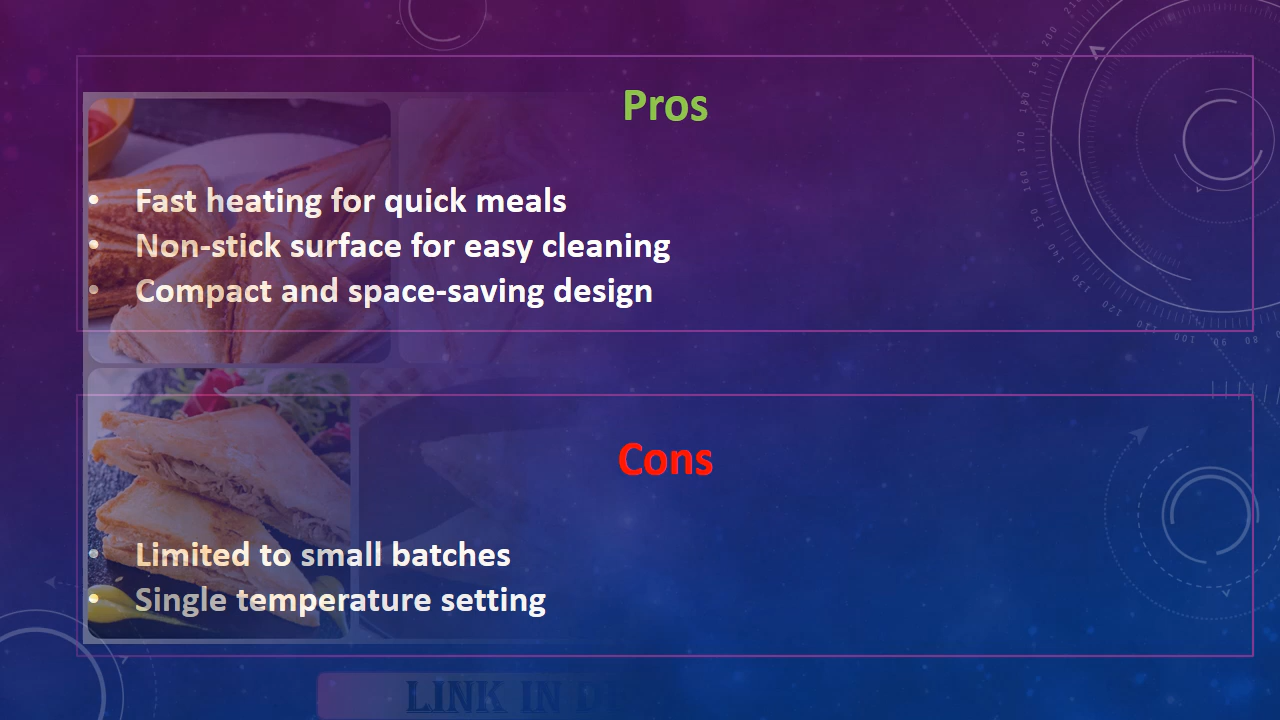 Pros
• Fast heating for quick meals
• Non-stick surface for easy cleaning
• Compact and space-saving design
Cons
• Limited to small batches
• Single temperature setting
LINK IN